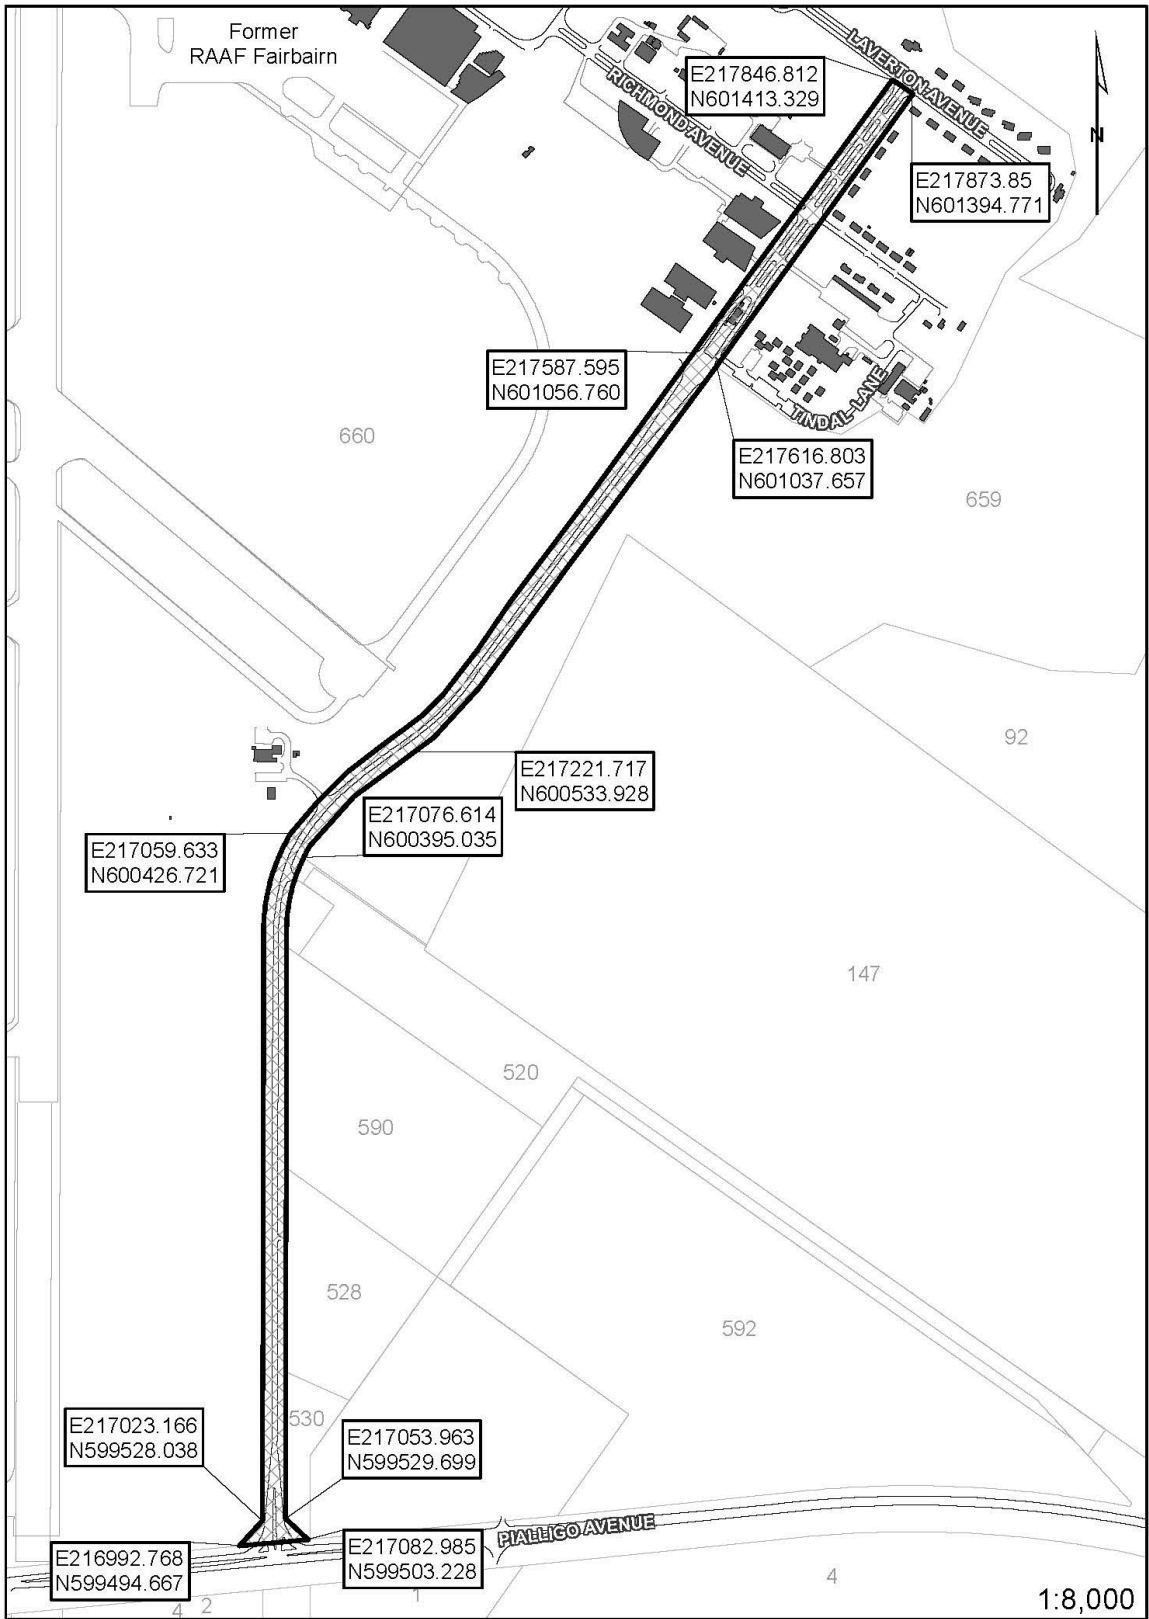 Former
RAAF Fairbairn
LAVERTON AVENUE
E217846.812
N601413.329
RICHMOND AVENUE
N
E217873.85
N601394.771
E217587.595
N601056.760
TINDAL LANE
660
E217616.803
N601037.657
659
92
E217221.717
N600533.928
E217076.614
N600395.035
E217059.633
N600426.721
147
520
590
528
592
530
E217023.166
N599528.038
E217053.963
N599529.699
PIALLIGO AVENUE
E216992.768
N599494.667
E217082.985
N599503.228
4
1
4 2
1:8,000